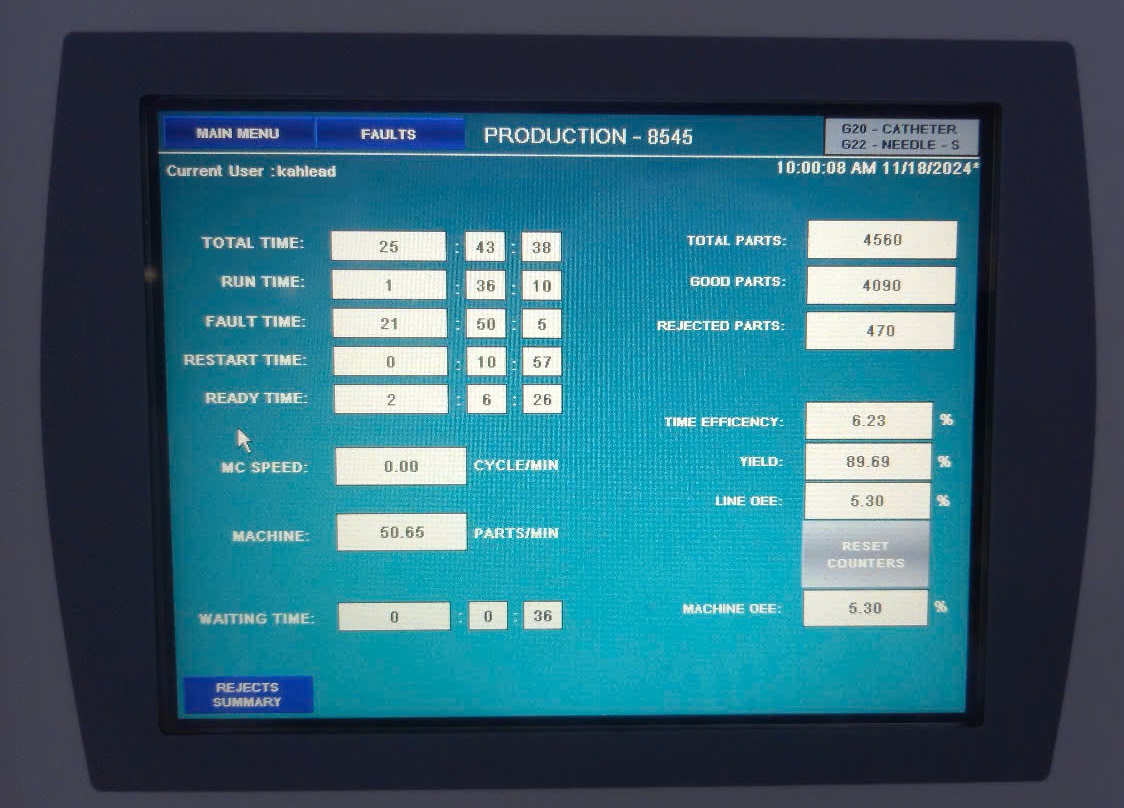 MAIN MENU FAULTS PRODUCTION - 8545 G20 - CATHETER
G22 - NEEDLE - S
Current User :kahlead 10:00:08 AM 11/18/2024*
TOTAL TIME: 25 : 43 : 38
RUN TIME: 1 : 36 : 10
FAULT TIME: 21 : 50 : 5
RESTART TIME: 0 : 10 : 57
READY TIME: 2 : 6 : 26
MC SPEED: 0.00 CYCLE/MIN
MACHINE: 50.65 PARTS/MIN
WAITING TIME: 0 : 0 : 36
REJECTS
SUMMARY
TOTAL PARTS: 4560
GOOD PARTS: 4090
REJECTED PARTS: 470
TIME EFFICENCY: 6.23 %
YIELD: 89.69 %
LINE OEE: 5.30 %
RESET
COUNTERS
MACHINE OEE: 5.30 %